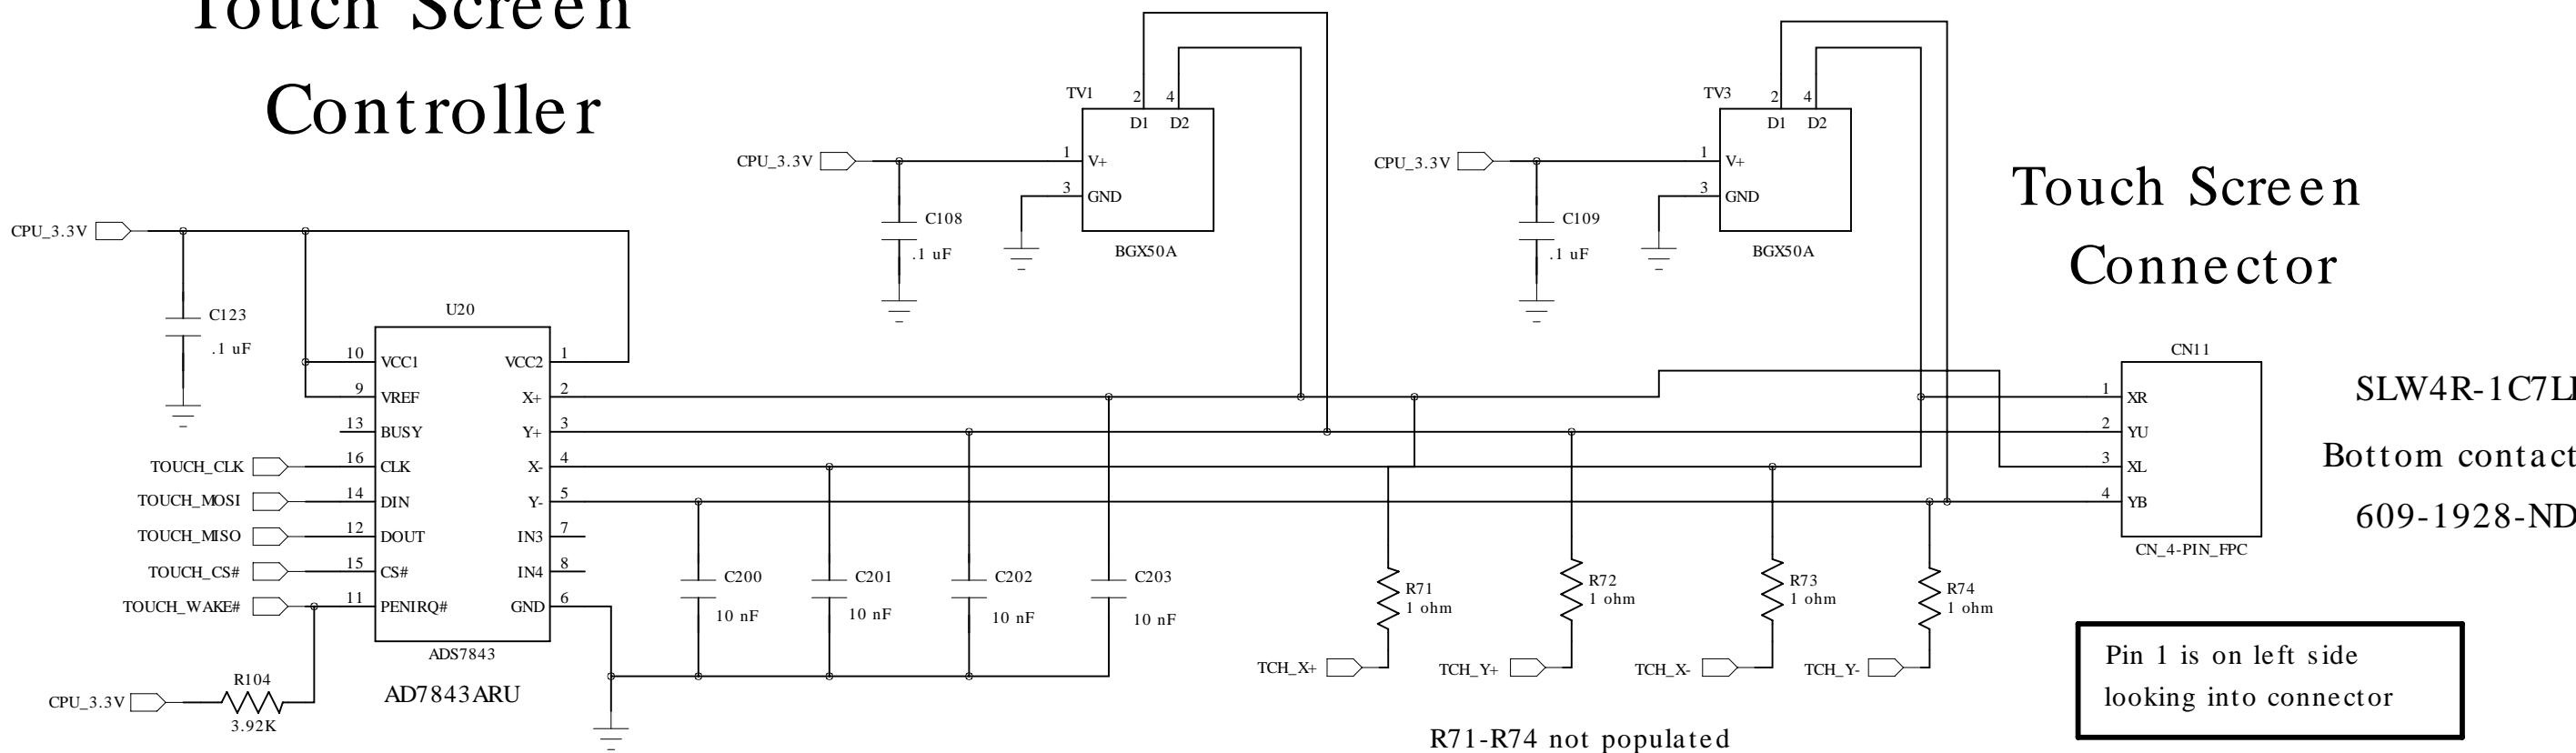 Touch Screen
Controller
TV1
2 4
D1 D2
CPU_3.3V
1 V+
3 GND
C108
.1 uF
BGX50A
TV3
2 4
D1 D2
CPU_3.3V
1 V+
3 GND
C109
.1 uF
BGX50A
Touch Screen
Connector
CPU_3.3V
C123
.1 uF
U20
10 VCC1 VCC2 1
9 VREF X+ 2
13 BUSY Y+ 3
TOUCH_CLK 16 CLK X- 4
TOUCH_MOSI 14 DIN Y- 5
TOUCH_MISO 12 DOUT IN3 7
TOUCH_CS# 15 CS# IN4 8
TOUCH_WAKE# 11 PENIRQ# GND 6
ADS7843
AD7843ARU
CPU_3.3V
R104
3.92K
C200
10 nF
C201
10 nF
C202
10 nF
C203
10 nF
R71
1 ohm
R72
1 ohm
R73
1 ohm
R74
1 ohm
TCH_X+
TCH_Y+
TCH_X-
TCH_Y-
R71-R74 not populated
CN11
1 XR
2 YU
3 XL
4 YB
CN_4-PIN_FPC
Bottom contact
609-1928-ND
Pin 1 is on left side
looking into connector